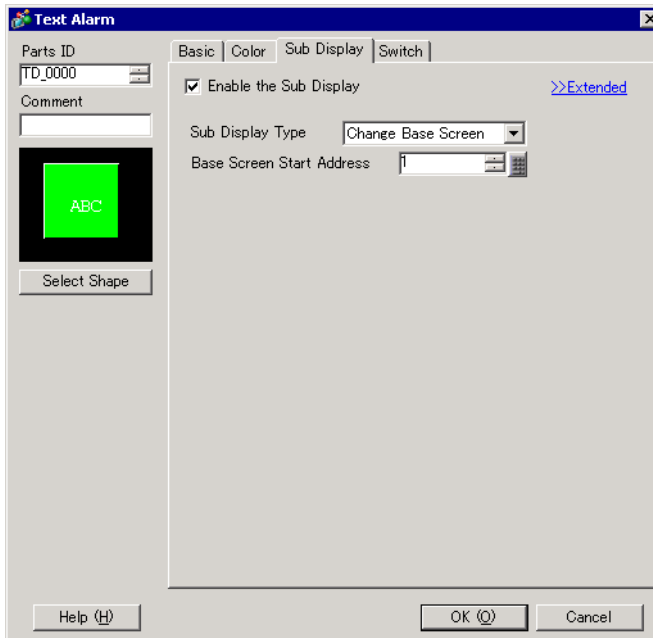 Text Alarm
Parts ID
TD_0000
Comment
ABC
Select Shape
Basic Color Sub Display Switch
Enable the Sub Display >>Extended
Sub Display Type Change Base Screen
Base Screen Start Address 1
Help (H) OK (O) Cancel